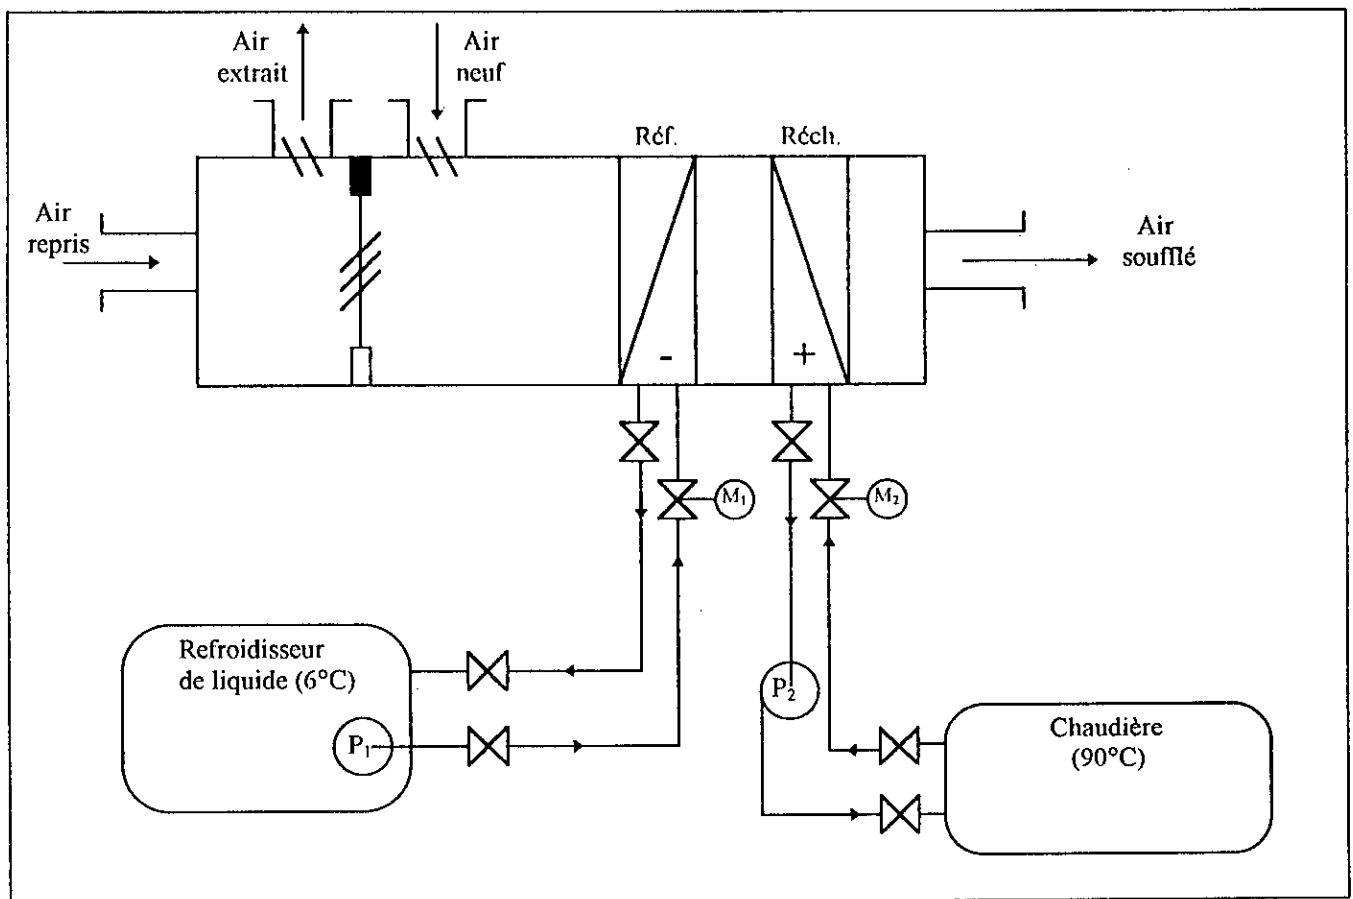 Air
extrait
Air
neuf
Réf.
Réch.
Air
repris
Air
soufflé
-
+
M₁
M₂
Refroidisseur
de liquide (6°C)
P₁
P₂
Chaudière
(90°C)